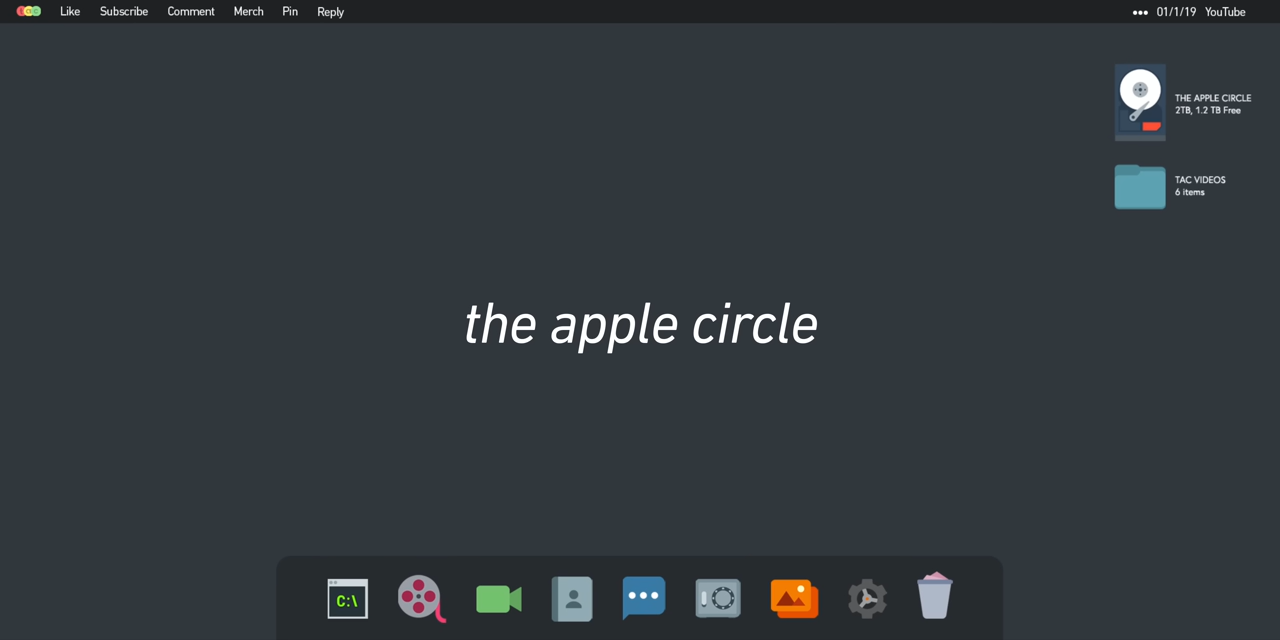 tac Like Subscribe Comment Merch Pin Reply ••• 01/1/19 YouTube
THE APPLE CIRCLE
2TB, 1.2 TB Free
TAC VIDEOS
6 items
the apple circle
C:\